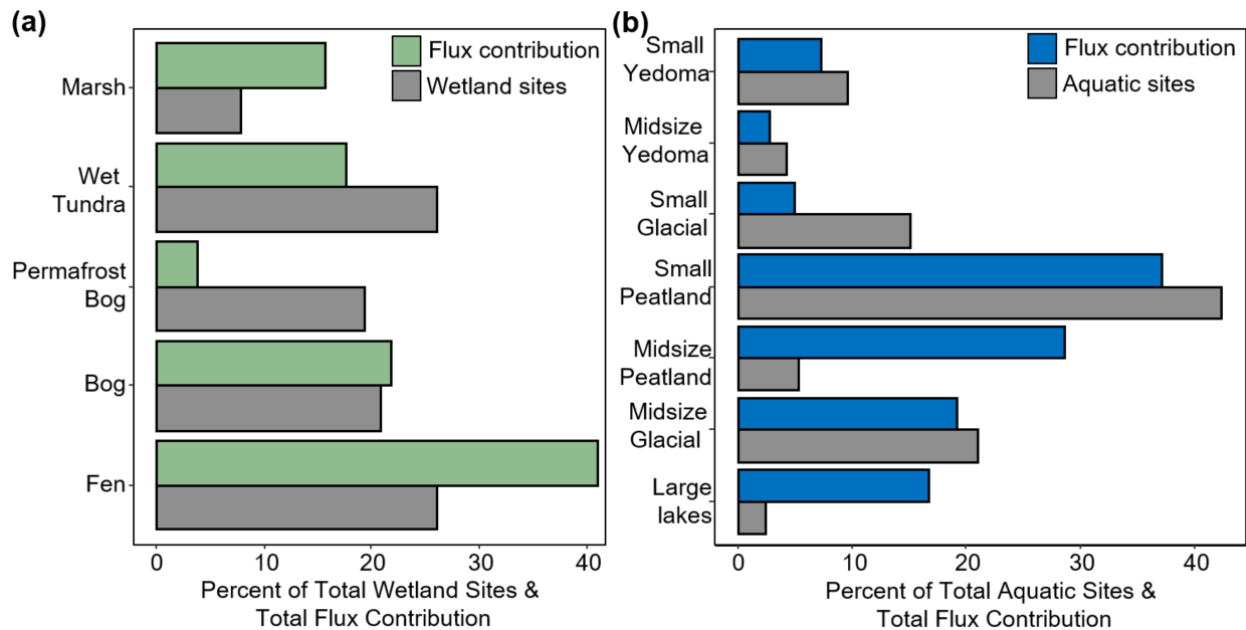 (a)
Flux contribution
Wetland sites
Marsh
Wet
Tundra
Permafrost
Bog
Bog
Fen
0 10 20 30 40
Percent of Total Wetland Sites &
Total Flux Contribution
(b)
Flux contribution
Aquatic sites
Small
Yedoma
Midsize
Yedoma
Small
Glacial
Small
Peatland
Midsize
Peatland
Midsize
Glacial
Large
lakes
0 10 20 30 40
Percent of Total Aquatic Sites &
Total Flux Contribution